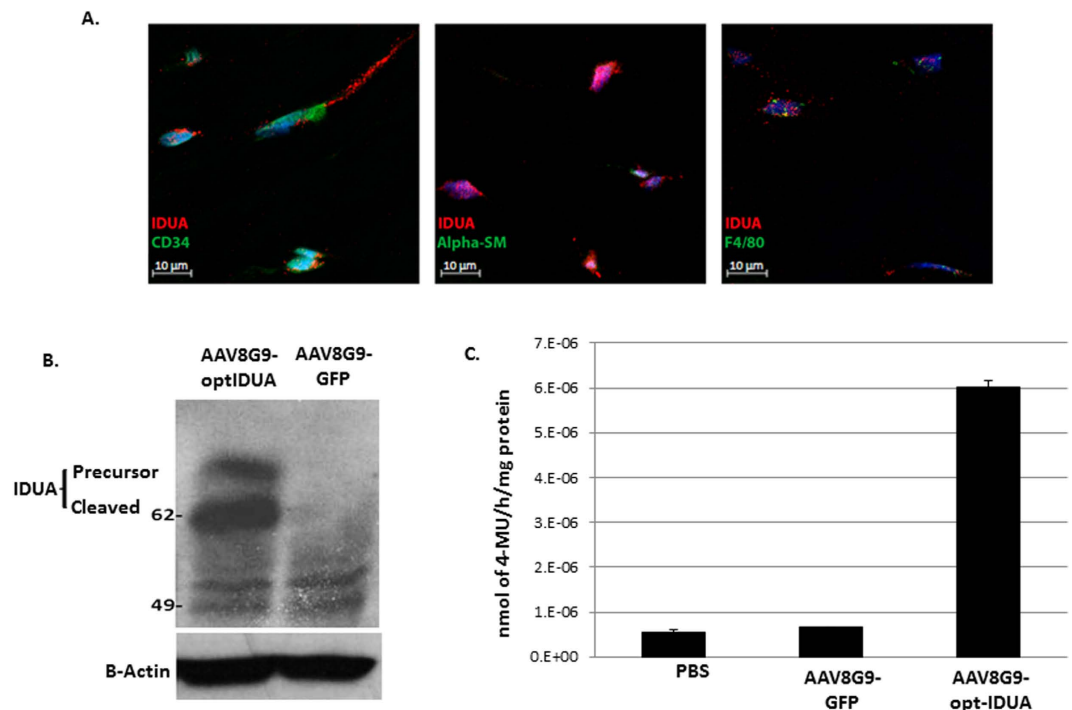 A.
IDUA
CD34
10 µm
IDUA
Alpha-SM
10 µm
IDUA
F4/80
10 µm
B.
AAV8G9-
optIDUA
AAV8G9-
GFP
IDUA
Precursor
Cleaved
62-
49-
B-Actin
C.
nmol of 4-MU/h/mg protein
7.E-06
6.E-06
5.E-06
4.E-06
3.E-06
2.E-06
1.E-06
0.E+00
PBS
AAV8G9-
GFP
AAV8G9-
opt-IDUA